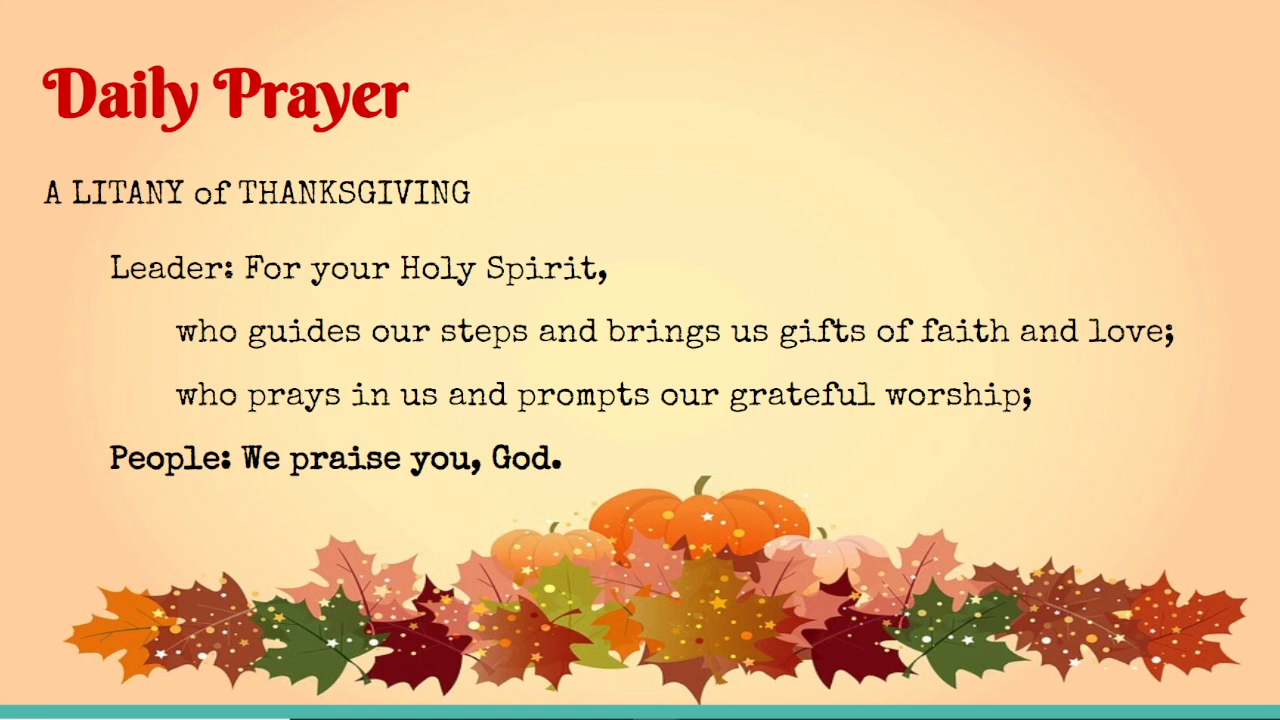 Daily Prayer
A LITANY of THANKSGIVING
Leader: For your Holy Spirit,
who guides our steps and brings us gifts of faith and love;
who prays in us and prompts our grateful worship;
People: We praise you, God.